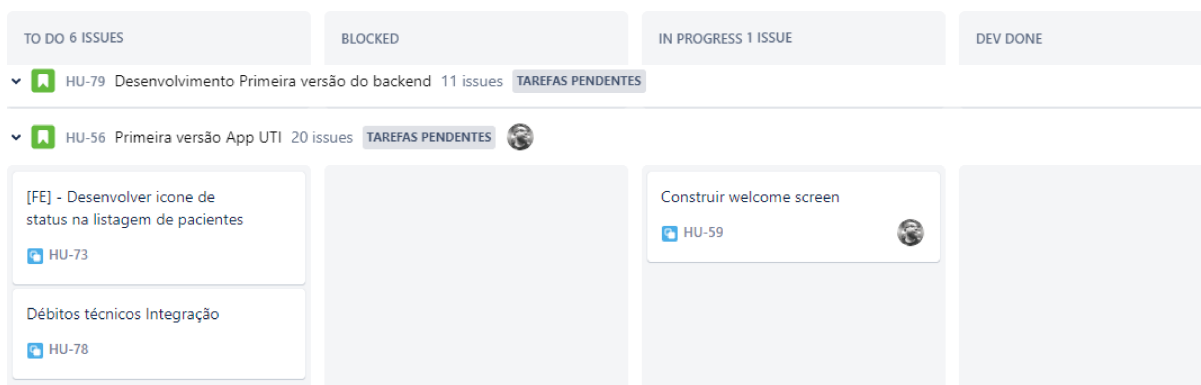 TO DO 6 ISSUES
BLOCKED
IN PROGRESS 1 ISSUE
DEV DONE
HU-79 Desenvolvimento Primeira versão do backend 11 issues TAREFAS PENDENTES
HU-56 Primeira versão App UTI 20 issues TAREFAS PENDENTES
[FE] - Desenvolver icone de
status na listagem de pacientes
HU-73
Débitos técnicos Integração
HU-78
Construir welcome screen
HU-59